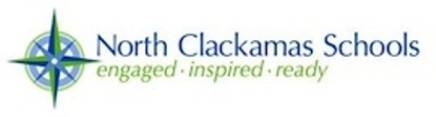 North Clackamas Schools
engaged · inspired · ready